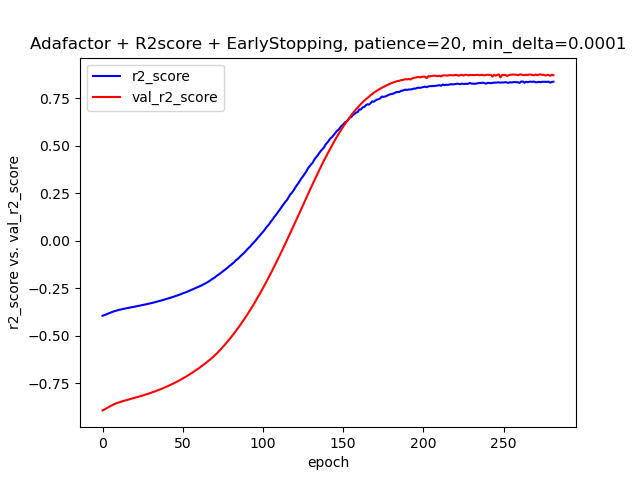 Adafactor + R2score + EarlyStopping, patience=20, min_delta=0.0001
r2_score
val_r2_score
r2_score vs. val_r2_score
0.75
0.50
0.25
0.00
−0.25
−0.50
−0.75
0 50 100 150 200 250
epoch